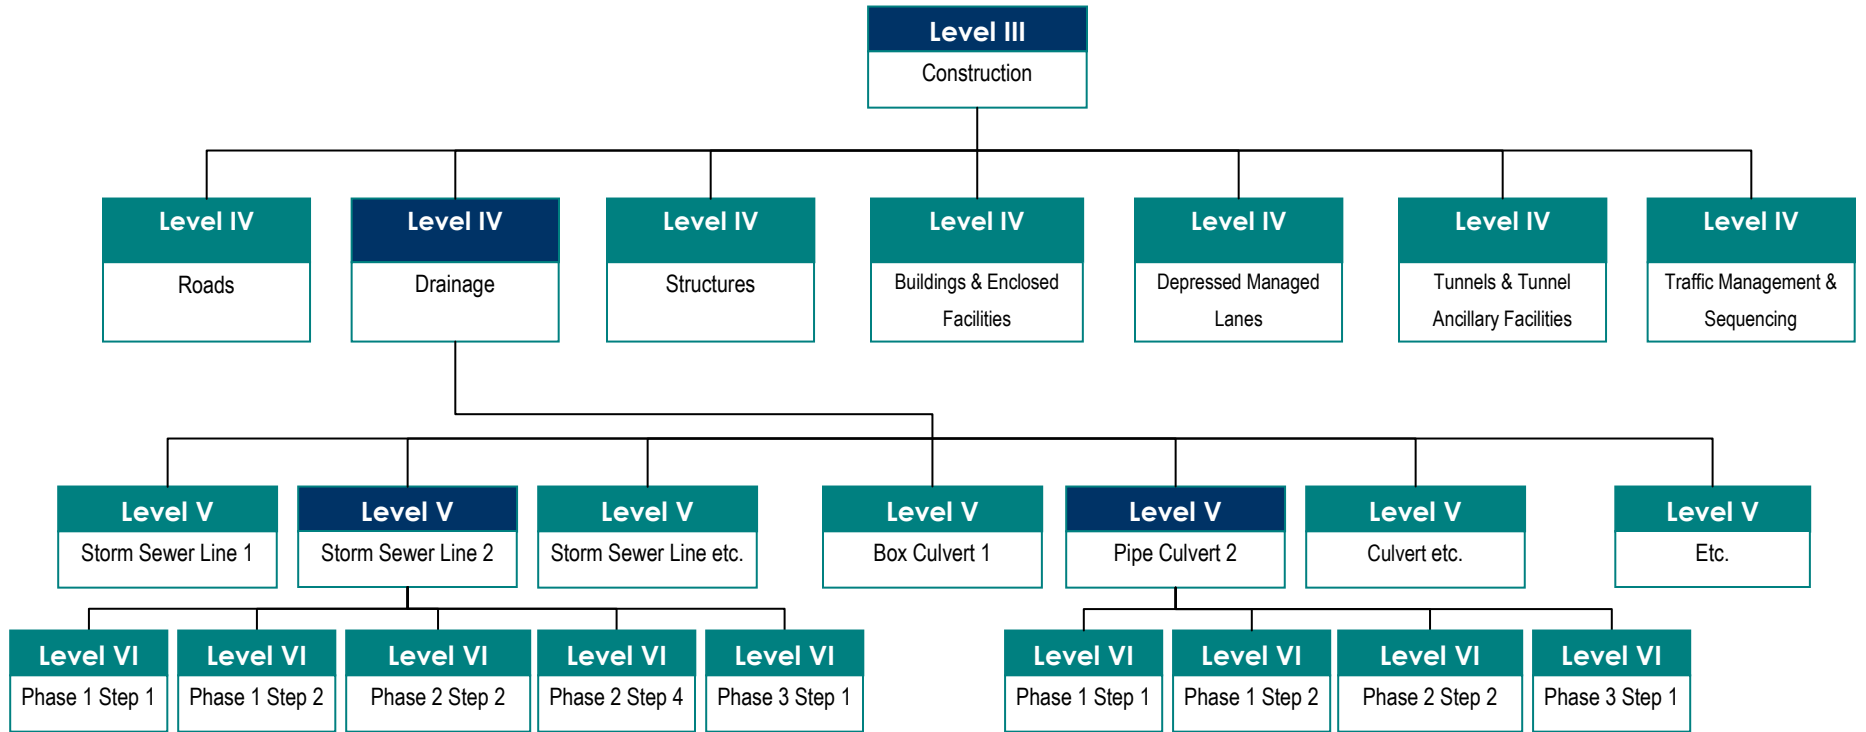 Level III
Construction
Level IV
Roads
Level IV
Drainage
Level IV
Structures
Level IV
Buildings & Enclosed
Facilities
Level IV
Depressed Managed
Lanes
Level IV
Tunnels & Tunnel
Ancillary Facilities
Level IV
Traffic Management &
Sequencing
Level V
Storm Sewer Line 1
Level V
Storm Sewer Line 2
Level V
Storm Sewer Line etc.
Level V
Box Culvert 1
Level V
Pipe Culvert 2
Level V
Culvert etc.
Level V
Etc.
Level VI
Phase 1 Step 1
Level VI
Phase 1 Step 2
Level VI
Phase 2 Step 2
Level VI
Phase 2 Step 4
Level VI
Phase 3 Step 1
Level VI
Phase 1 Step 1
Level VI
Phase 1 Step 2
Level VI
Phase 2 Step 2
Level VI
Phase 3 Step 1